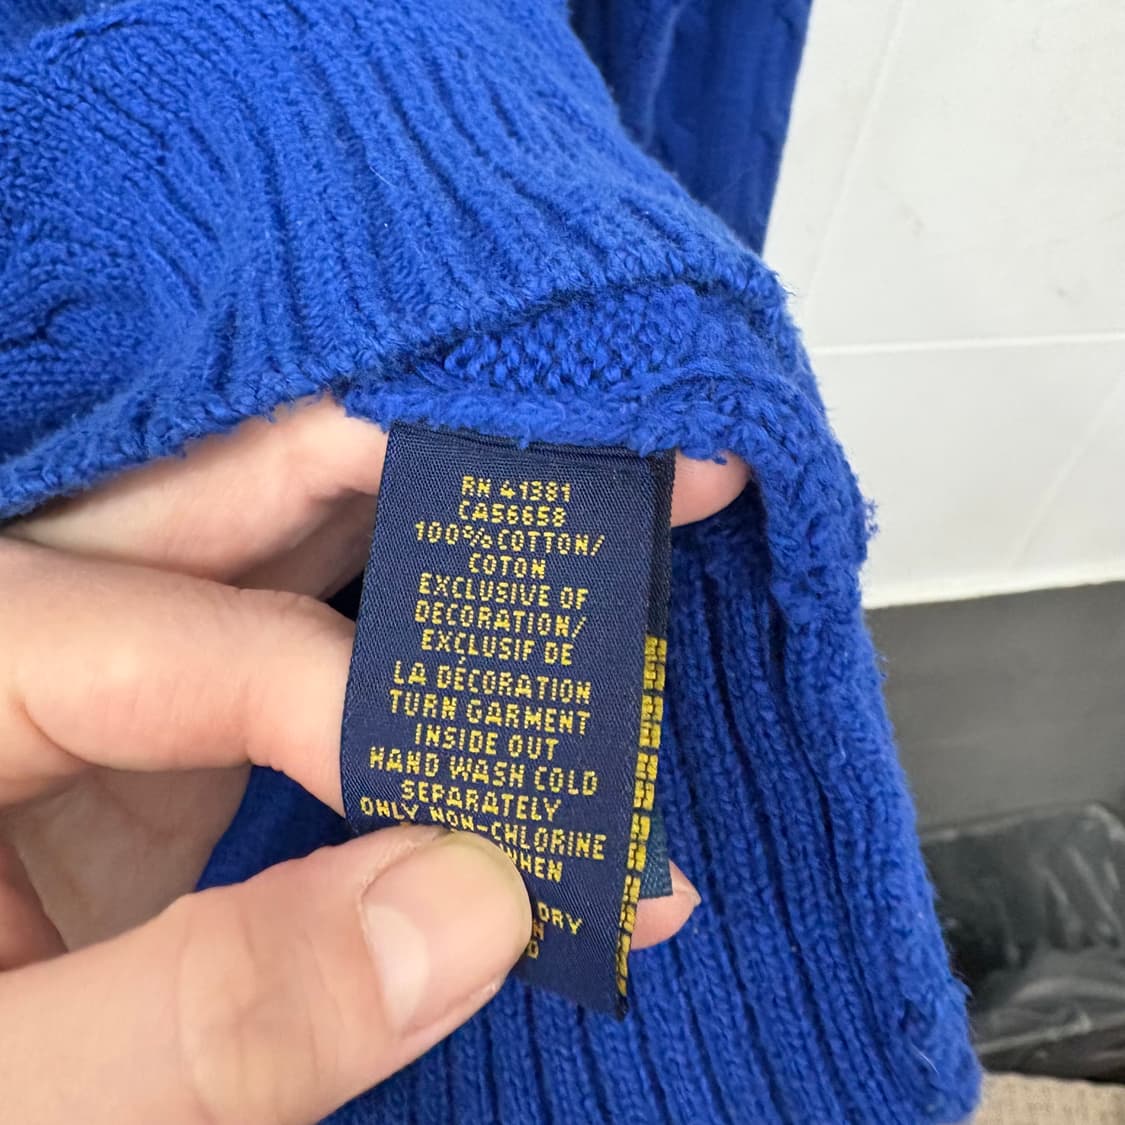 RN 41381
CA56658
100% COTTON/
COTON
EXCLUSIVE OF
DECORATION/
EXCLUSIF DE
LA DÉCORATION
TURN GARMENT
INSIDE OUT
HAND WASH COLD
SEPARATELY
ONLY NON-CHLORINE
DRY